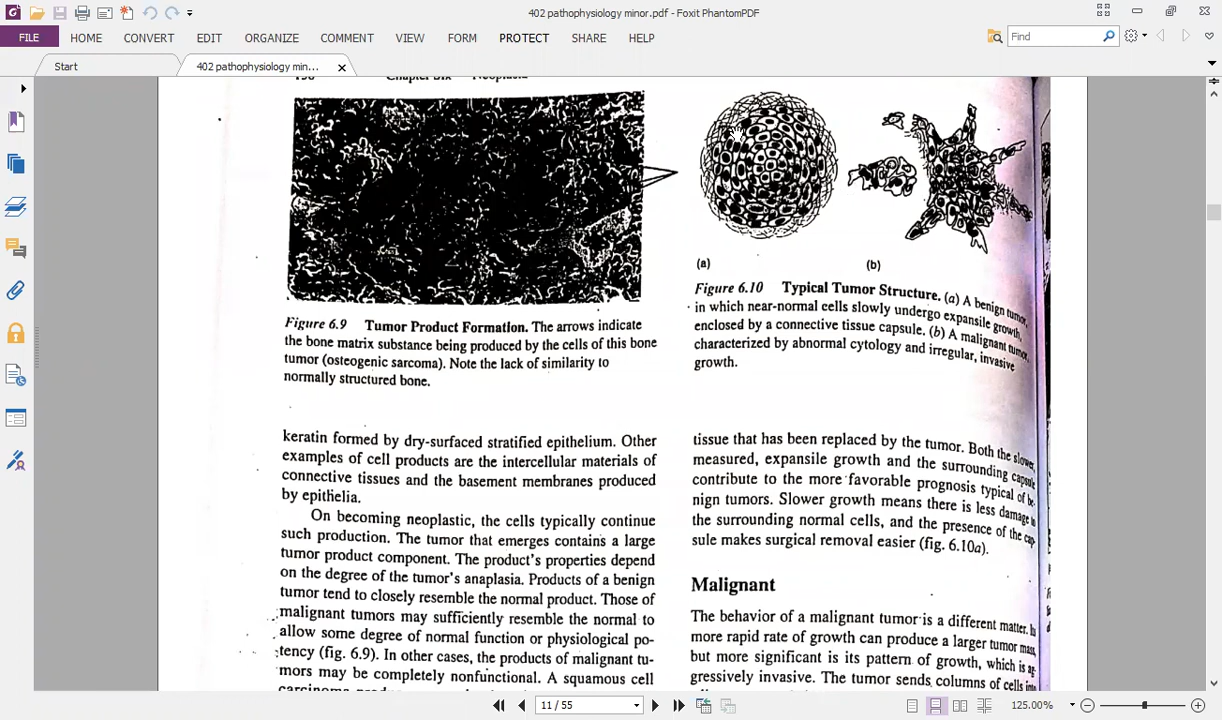 402 pathophysiology minor.pdf - Foxit PhantomPDF
FILE HOME CONVERT EDIT ORGANIZE COMMENT VIEW FORM PROTECT SHARE HELP
Find
Start
402 pathophysiology min...
Chapter Six Neoplasia
(a)
(b)
Figure 6.9 Tumor Product Formation. The arrows indicate
the bone matrix substance being produced by the cells of this bone
tumor (osteogenic sarcoma). Note the lack of similarity to
normally structured bone.
Figure 6.10 Typical Tumor Structure. (a) A benign tumor,
in which near-normal cells slowly undergo expansile growth,
enclosed by a connective tissue capsule. (b) A malignant tumor,
characterized by abnormal cytology and irregular, invasive
growth.
keratin formed by dry-surfaced stratified epithelium. Other
examples of cell products are the intercellular materials of
connective tissues and the basement membranes produced
by epithelia.
On becoming neoplastic, the cells typically continue
such production. The tumor that emerges contains a large
tumor product component. The product's properties depend
on the degree of the tumor's anaplasia. Products of a benign
tumor tend to closely resemble the normal product. Those of
malignant tumors may sufficiently resemble the normal to
allow some degree of normal function or physiological po-
tency (fig. 6.9). In other cases, the products of malignant tu-
mors may be completely nonfunctional. A squamous cell
tissue that has been replaced by the tumor. Both the slow,
measured, expansile growth and the surrounding capsule
contribute to the more favorable prognosis typical of be-
nign tumors. Slower growth means there is less damage
the surrounding normal cells, and the presence of the cap-
sule makes surgical removal easier (fig. 6.10a).
Malignant
The behavior of a malignant tumor is a different matter. Its
more rapid rate of growth can produce a larger tumor mass,
but more significant is its pattern of growth, which is ag-
gressively invasive. The tumor sends columns of cells into
11 / 55
125.00%